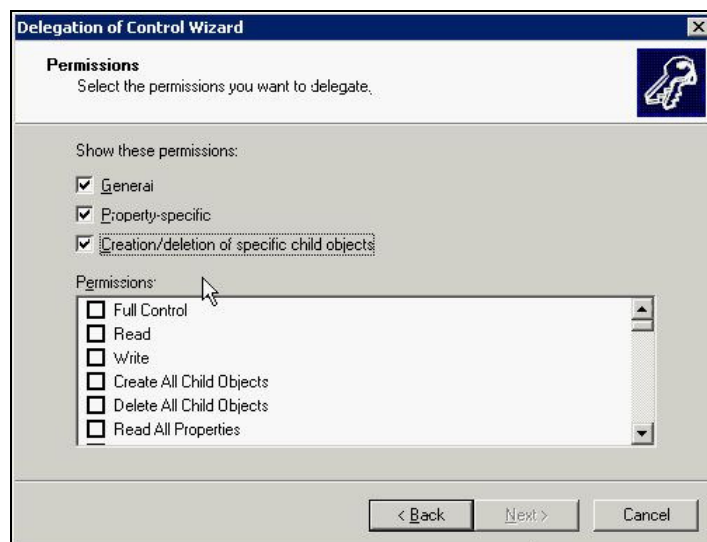 Delegation of Control Wizard
Permissions
Select the permissions you want to delegate.
Show these permissions:
General
Property-specific
Creation/deletion of specific child objects
Permissions:
Full Control
Read
Write
Create All Child Objects
Delete All Child Objects
Read All Properties
< Back Next > Cancel